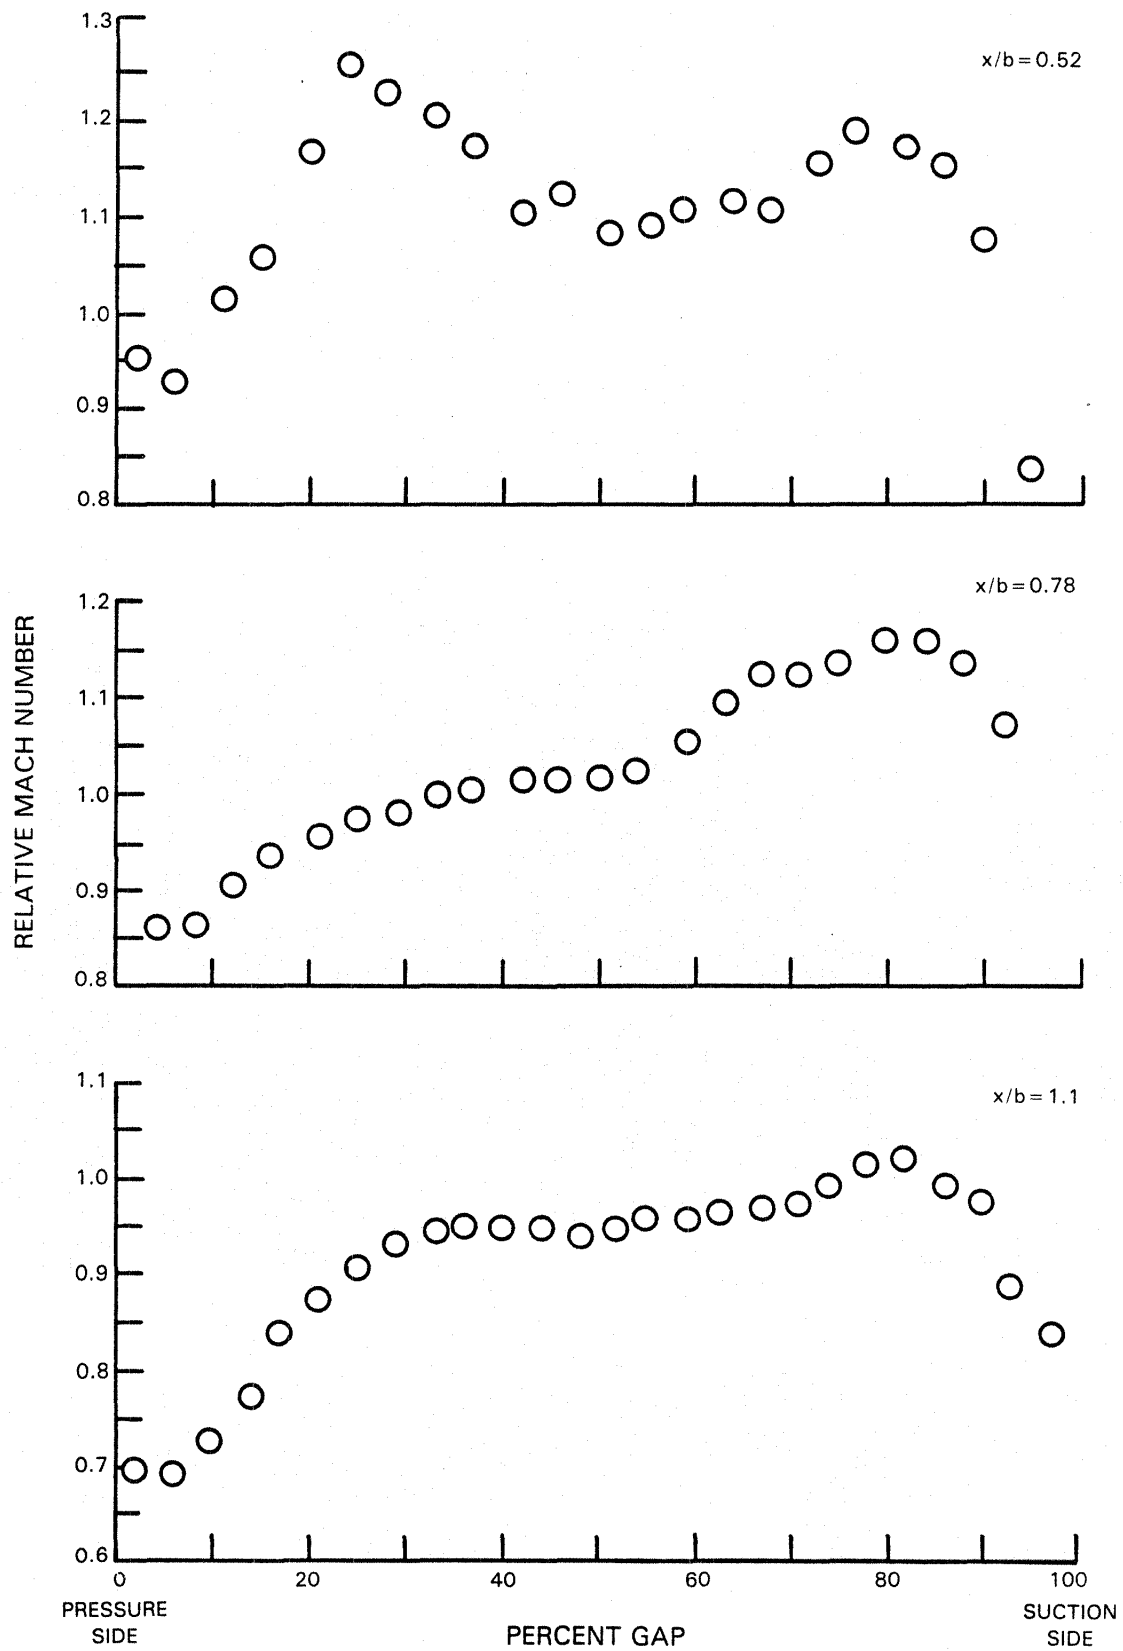 1.3
1.2
1.1
1.0
0.9
0.8
x/b = 0.52
1.2
1.1
1.0
0.9
0.8
x/b = 0.78
RELATIVE MACH NUMBER
1.1
1.0
0.9
0.8
0.7
0.6
x/b = 1.1
0 20 40 60 80 100
PRESSURE SIDE
PERCENT GAP
SUCTION SIDE